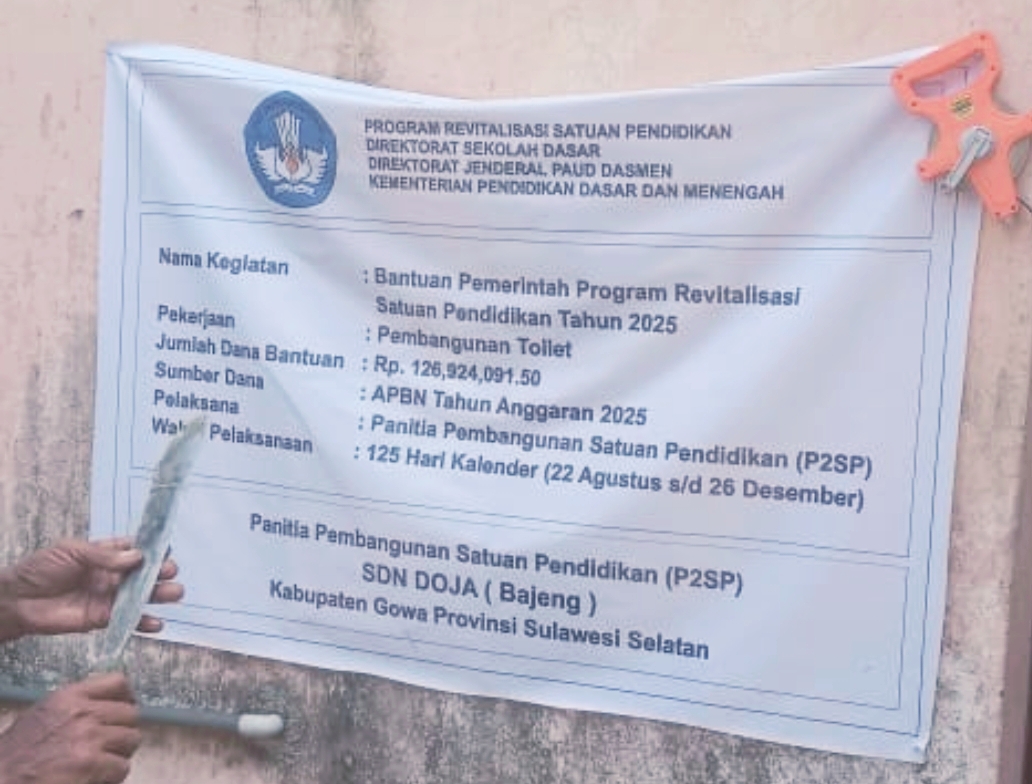 PROGRAM REVITALISASI SATUAN PENDIDIKAN
DIREKTORAT SEKOLAH DASAR
DIREKTORAT JENDERAL PAUD DASMEN
KEMENTERIAN PENDIDIKAN DASAR DAN MENENGAH
Nama Kegiatan : Bantuan Pemerintah Program Revitalisasi
Satuan Pendidikan Tahun 2025
Pekerjaan : Pembangunan Toilet
Jumlah Dana Bantuan : Rp. 126,924,091.50
Sumber Dana : APBN Tahun Anggaran 2025
Pelaksana : Panitia Pembangunan Satuan Pendidikan (P2SP)
Pelaksanaan : 125 Hari Kalender (22 Agustus s/d 26 Desember)
Panitia Pembangunan Satuan Pendidikan (P2SP)
SDN DOJA ( Bajeng )
Kabupaten Gowa Provinsi Sulawesi Selatan